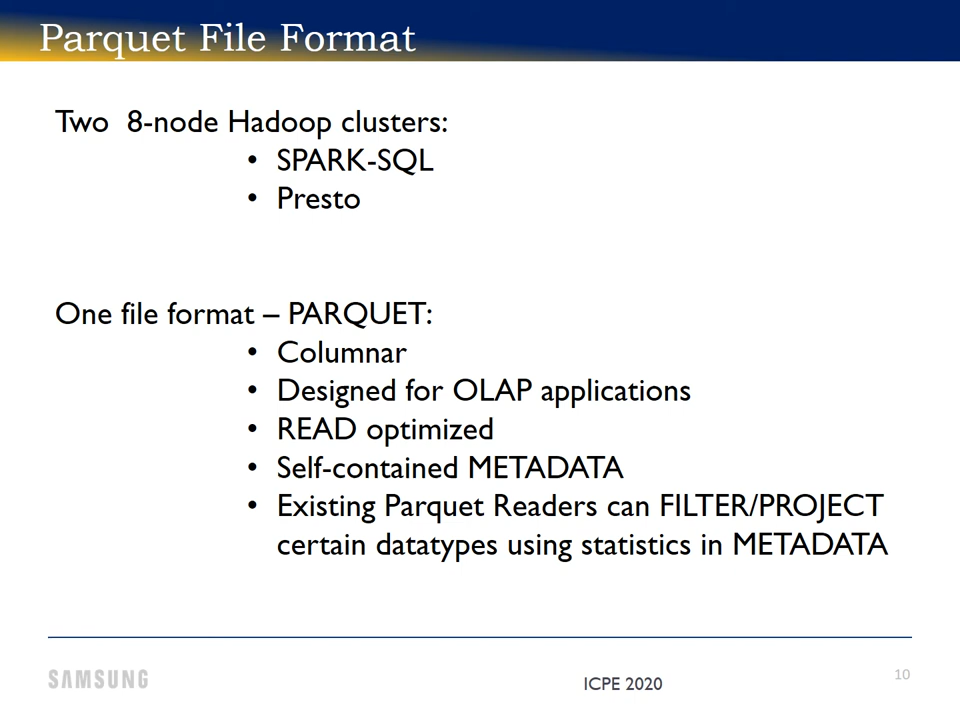 Parquet File Format
Two 8-node Hadoop clusters:
• SPARK-SQL
• Presto
One file format – PARQUET:
• Columnar
• Designed for OLAP applications
• READ optimized
• Self-contained METADATA
• Existing Parquet Readers can FILTER/PROJECT
certain datatypes using statistics in METADATA
SAMSUNG
ICPE 2020
10